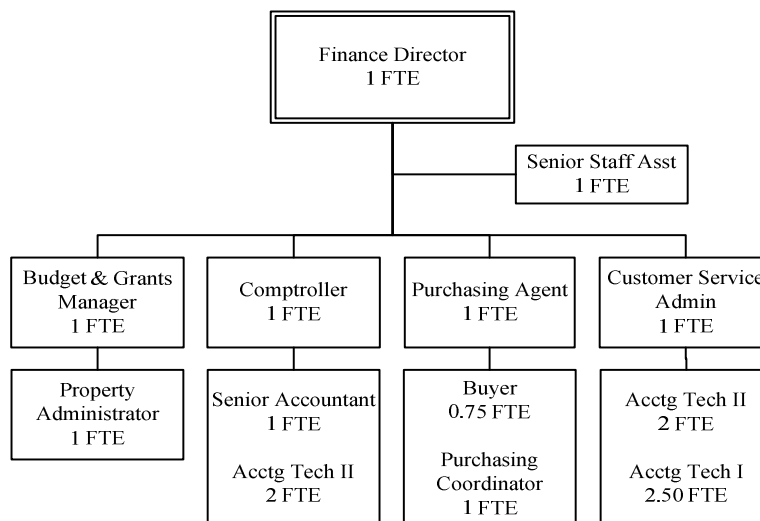 Finance Director
1 FTE
Senior Staff Asst
1 FTE
Budget & Grants
Manager
1 FTE
Comptroller
1 FTE
Purchasing Agent
1 FTE
Customer Service
Admin
1 FTE
Property
Administrator
1 FTE
Senior Accountant
1 FTE
Acctg Tech II
2 FTE
Buyer
0.75 FTE
Purchasing
Coordinator
1 FTE
Acctg Tech II
2 FTE
Acctg Tech I
2.50 FTE